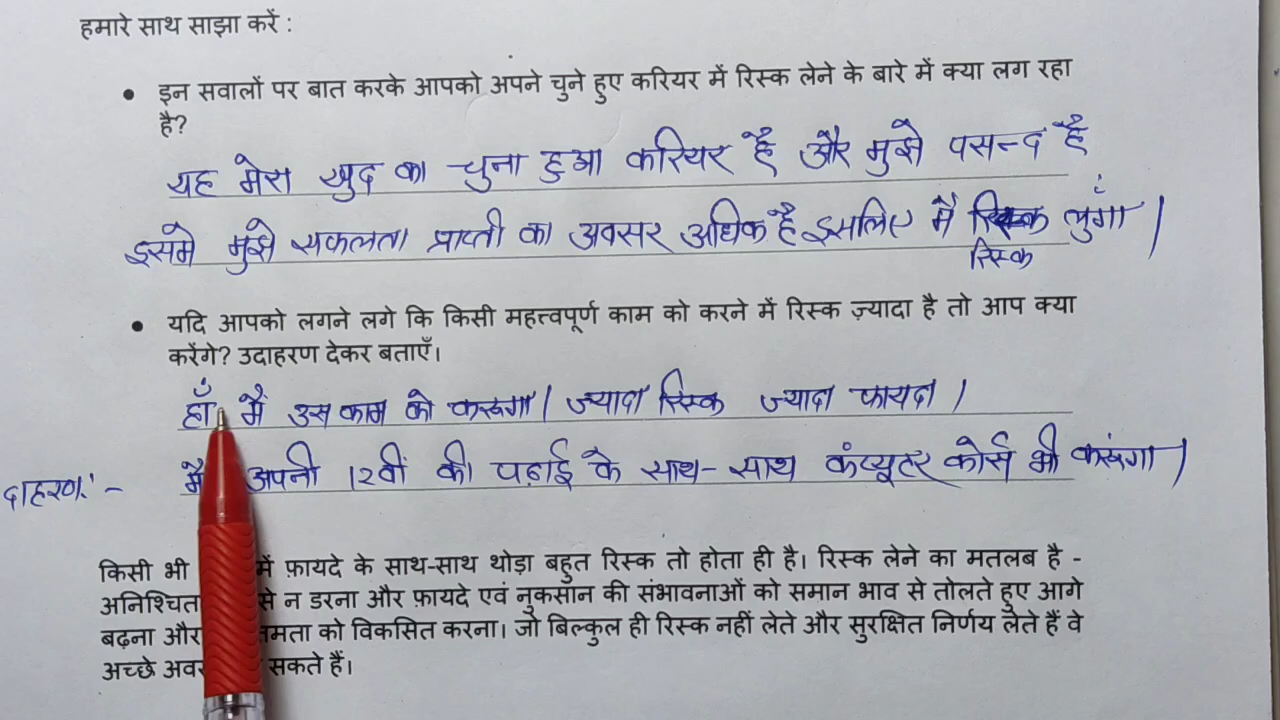 हमारे साथ साझा करें :
• इन सवालों पर बात करके आपको अपने चुने हुए करियर में रिस्क लेने के बारे में क्या लग रहा
है?
यह मेरा खुद का चुना हुआ करियर है और मुझे पसन्द है
इसमे मुझे सफलता प्राप्ती का अवसर अधिक है इसलिए मैं रिस्क लुँगा।
रिस्क
• यदि आपको लगने लगे कि किसी महत्त्वपूर्ण काम को करने में रिस्क ज़्यादा है तो आप क्या
करेंगे? उदाहरण देकर बताएँ।
हाँ मैं उस काम को करूगा। ज्यादा रिस्क ज्यादा फायदा।
दाहरण:- मैं अपनी 12वीं की पढ़ाई के साथ-साथ कंप्यूटर कोर्स भी करूंगा।
किसी भी में फ़ायदे के साथ-साथ थोड़ा बहुत रिस्क तो होता ही है। रिस्क लेने का मतलब है -
अनिश्चित से न डरना और फ़ायदे एवं नुकसान की संभावनाओं को समान भाव से तोलते हुए आगे
बढ़ना और को विकसित करना। जो बिल्कुल ही रिस्क नहीं लेते और सुरक्षित निर्णय लेते हैं वे
अच्छे सकते हैं।